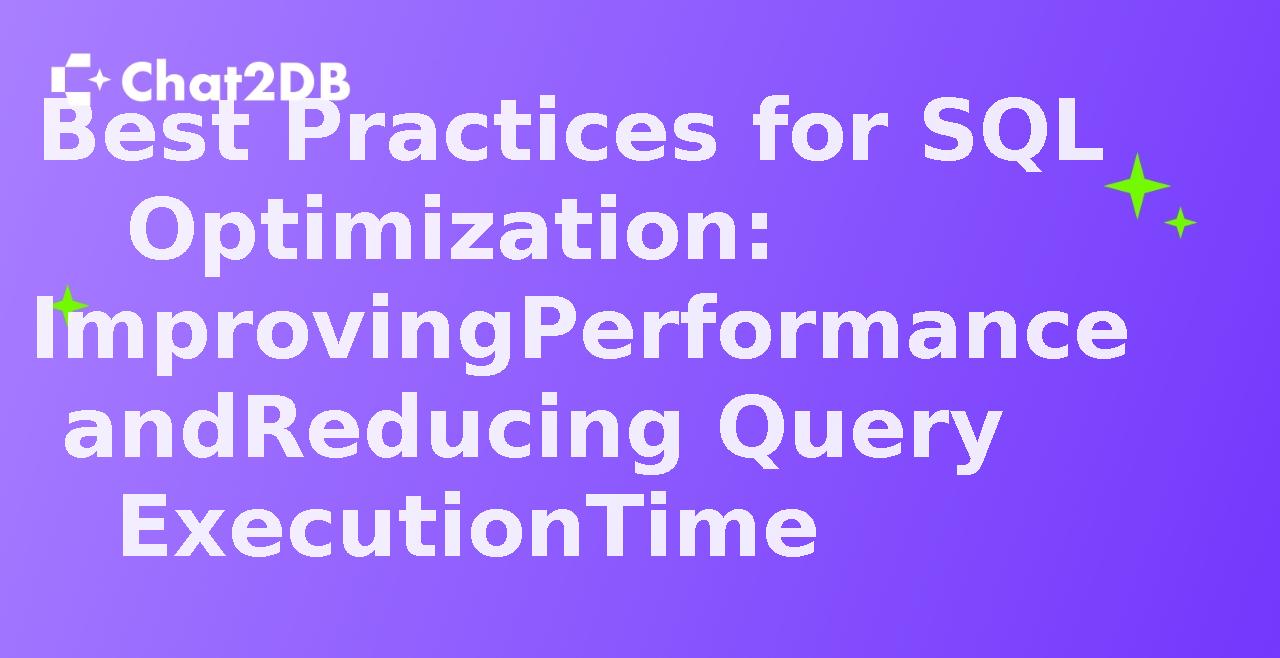 Chat2DB
Best Practices for SQL
Optimization:
ImprovingPerformance
andReducing Query
ExecutionTime